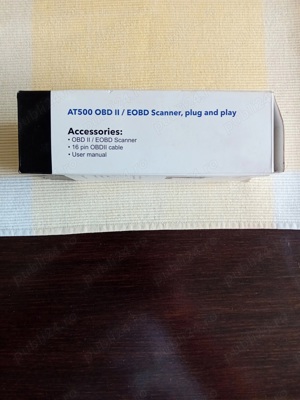 AT500 OBD II / EOBD Scanner, plug and play
Accessories:
• OBD II / EOBD Scanner
• 16 pin OBDII cable
• User manual